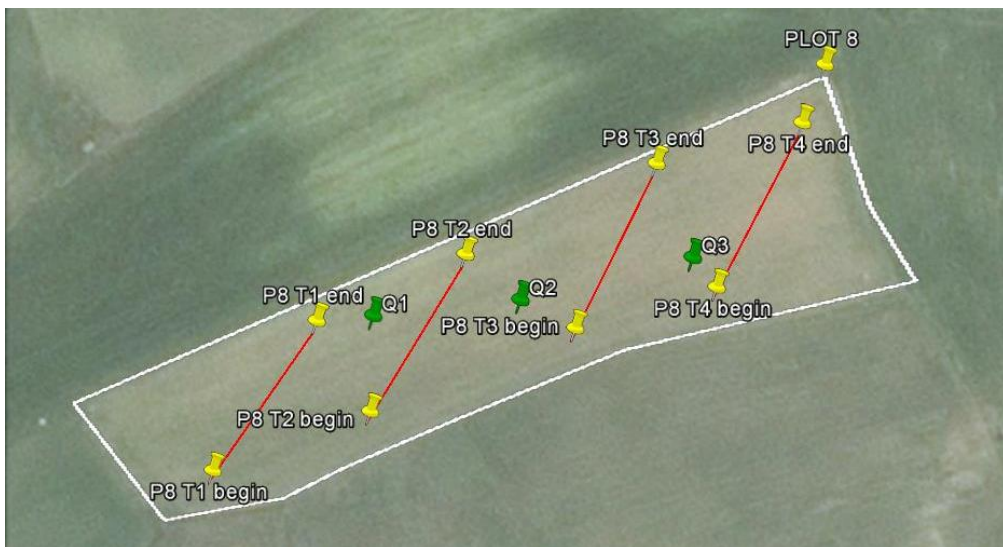 PLOT 8
P8 T3 end
P8 T4 end
P8 T2 end
Q3
P8 T1 end
Q1
Q2
P8 T3 begin
P8 T4 begin
P8 T2 begin
P8 T1 begin